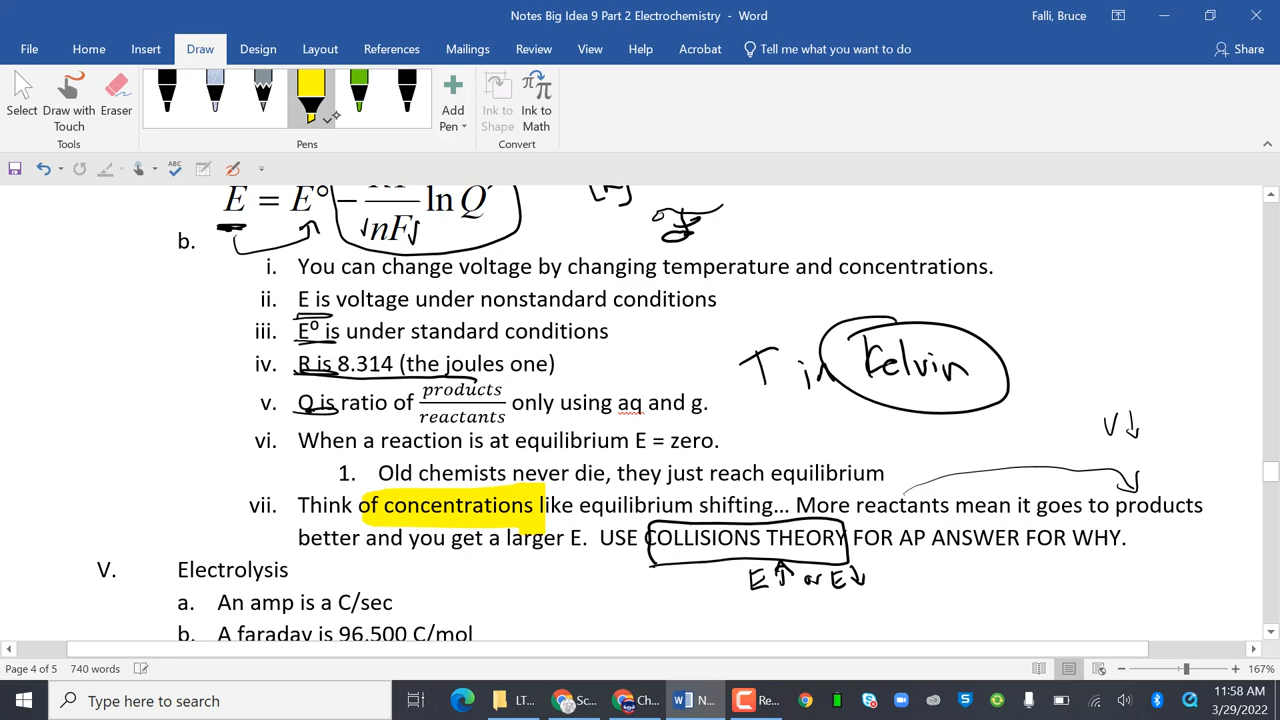 Notes Big Idea 9 Part 2 Electrochemistry - Word
Falli, Bruce
File Home Insert Draw Design Layout References Mailings Review View Help Acrobat Tell me what you want to do Share
Select Draw with Touch Eraser Add Pen Ink to Shape Ink to Math
Tools Pens Convert
E = E° − ln Q
nF
b.
i. You can change voltage by changing temperature and concentrations.
ii. E is voltage under nonstandard conditions
iii. E⁰ is under standard conditions
iv. R is 8.314 (the joules one)
T in Kelvin
v. Q is ratio of products/reactants only using aq and g.
V↓
vi. When a reaction is at equilibrium E = zero.
1. Old chemists never die, they just reach equilibrium
vii. Think of concentrations like equilibrium shifting… More reactants mean it goes to products
better and you get a larger E. USE COLLISIONS THEORY FOR AP ANSWER FOR WHY.
E↑ or E↓
V. Electrolysis
a. An amp is a C/sec
b. A faraday is 96,500 C/mol
Page 4 of 5 740 words 167%
Type here to search
LT... Sc... Ch... N... Re...
11:58 AM
3/29/2022